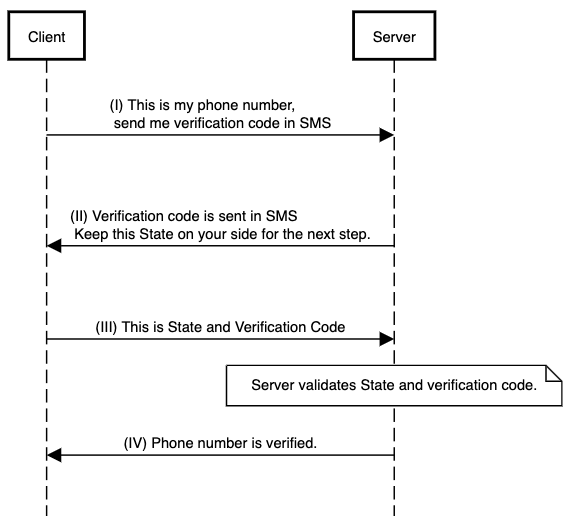 Client
Server
(I) This is my phone number,
send me verification code in SMS
(II) Verification code is sent in SMS
Keep this State on your side for the next step.
(III) This is State and Verification Code
Server validates State and verification code.
(IV) Phone number is verified.